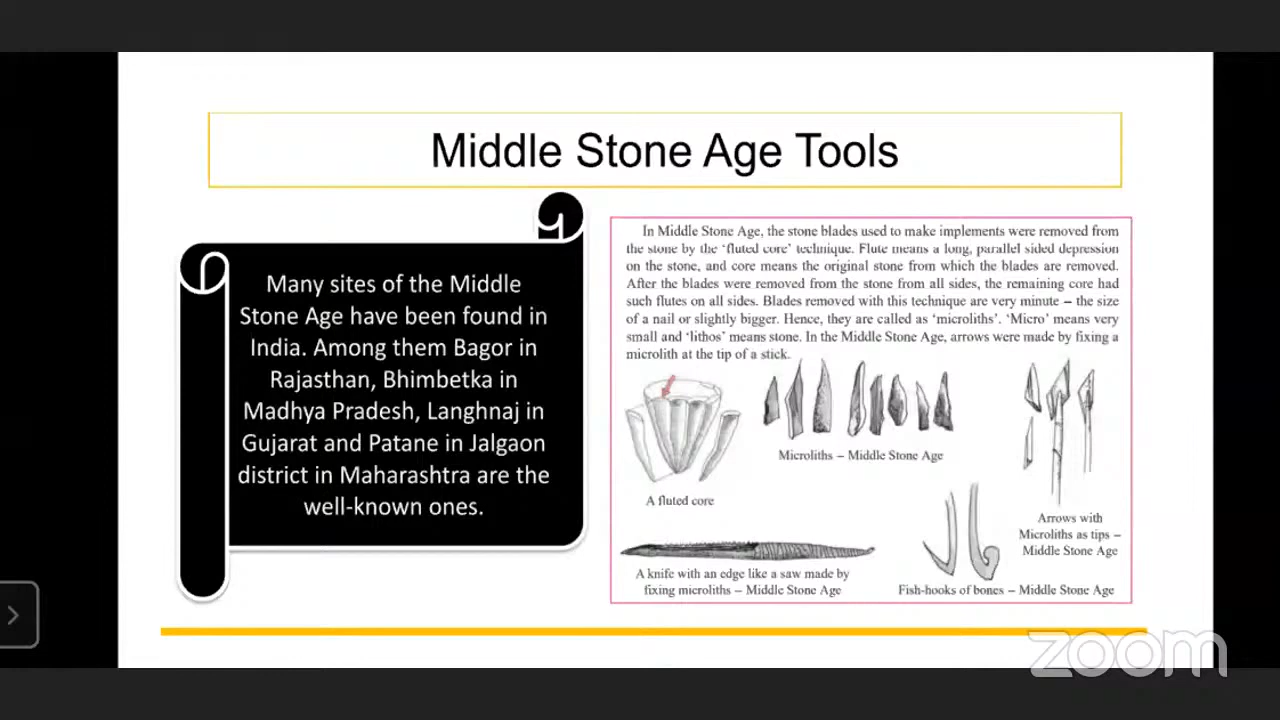 Middle Stone Age Tools
Many sites of the Middle
Stone Age have been found in
India. Among them Bagor in
Rajasthan, Bhimbetka in
Madhya Pradesh, Langhnaj in
Gujarat and Patane in Jalgaon
district in Maharashtra are the
well-known ones.
In Middle Stone Age, the stone blades used to make implements were removed from
the stone by the ‘fluted core’ technique. Flute means a long, parallel sided depression
on the stone, and core means the original stone from which the blades are removed.
After the blades were removed from the stone from all sides, the remaining core had
such flutes on all sides. Blades removed with this technique are very minute – the size
of a nail or slightly bigger. Hence, they are called as ‘microliths’. ‘Micro’ means very
small and ‘lithos’ means stone. In the Middle Stone Age, arrows were made by fixing a
microlith at the tip of a stick.
A fluted core
Microliths – Middle Stone Age
Arrows with
Microliths as tips –
Middle Stone Age
A knife with an edge like a saw made by
fixing microliths – Middle Stone Age
Fish-hooks of bones – Middle Stone Age
zoom